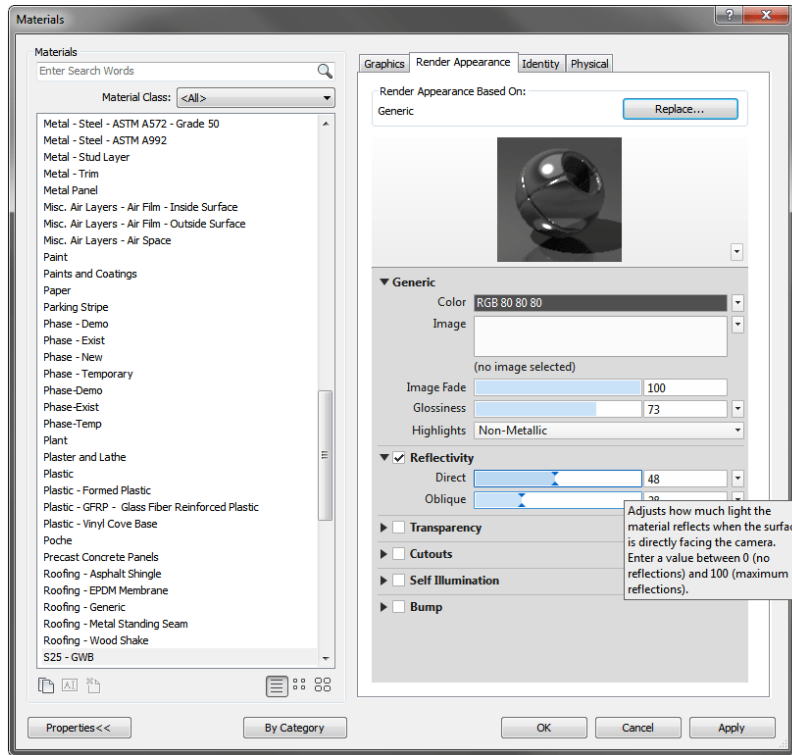 Materials
Materials
Enter Search Words
Material Class: <All>
Metal - Steel - ASTM A572 - Grade 50
Metal - Steel - ASTM A992
Metal - Stud Layer
Metal - Trim
Metal Panel
Misc. Air Layers - Air Film - Inside Surface
Misc. Air Layers - Air Film - Outside Surface
Misc. Air Layers - Air Space
Paint
Paints and Coatings
Paper
Parking Stripe
Phase - Demo
Phase - Exist
Phase - New
Phase - Temporary
Phase-Demo
Phase-Exist
Phase-Temp
Plant
Plaster and Lathe
Plastic
Plastic - Formed Plastic
Plastic - GFRP - Glass Fiber Reinforced Plastic
Plastic - Vinyl Cove Base
Poche
Precast Concrete Panels
Roofing - Asphalt Shingle
Roofing - EPDM Membrane
Roofing - Generic
Roofing - Metal Standing Seam
Roofing - Wood Shake
S25 - GWB
Properties<<
By Category
Graphics Render Appearance Identity Physical
Render Appearance Based On:
Generic Replace...
Generic
Color RGB 80 80 80
Image
(no image selected)
Image Fade 100
Glossiness 73
Highlights Non-Metallic
Reflectivity
Direct 48
Oblique
Transparency
Cutouts
Self Illumination
Bump
Adjusts how much light the
material reflects when the surfac
is directly facing the camera.
Enter a value between 0 (no
reflections) and 100 (maximum
reflections).
OK Cancel Apply